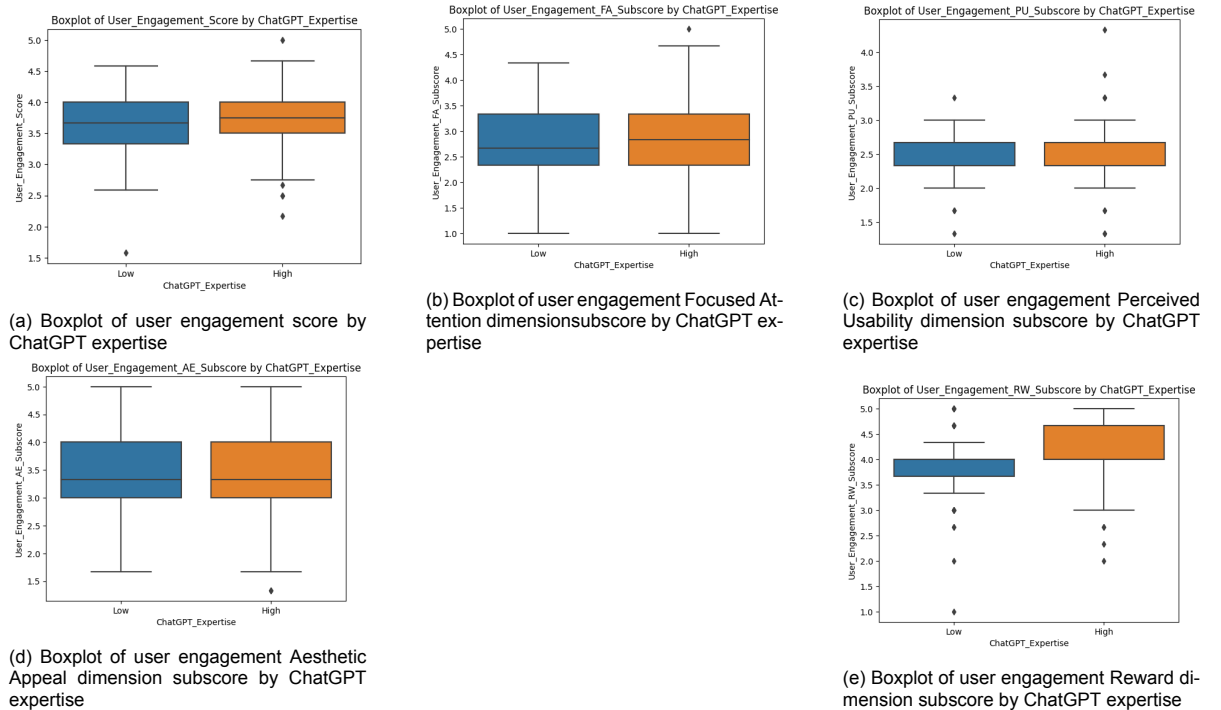 Boxplot of User_Engagement_Score by ChatGPT_Expertise
5.0
4.5
4.0
3.5
3.0
2.5
2.0
1.5
User_Engagement_Score
Low
High
ChatGPT_Expertise
(a) Boxplot of user engagement score by
ChatGPT expertise
Boxplot of User_Engagement_FA_Subscore by ChatGPT_Expertise
5.0
4.5
4.0
3.5
3.0
2.5
2.0
1.5
1.0
User_Engagement_FA_Subscore
Low
High
ChatGPT_Expertise
(b) Boxplot of user engagement Focused At-
tention dimensionsubscore by ChatGPT ex-
pertise
Boxplot of User_Engagement_PU_Subscore by ChatGPT_Expertise
4.0
3.5
3.0
2.5
2.0
1.5
User_Engagement_PU_Subscore
Low
High
ChatGPT_Expertise
(c) Boxplot of user engagement Perceived
Usability dimension subscore by ChatGPT
expertise
Boxplot of User_Engagement_AE_Subscore by ChatGPT_Expertise
5.0
4.5
4.0
3.5
3.0
2.5
2.0
1.5
User_Engagement_AE_Subscore
Low
High
ChatGPT_Expertise
(d) Boxplot of user engagement Aesthetic
Appeal dimension subscore by ChatGPT
expertise
Boxplot of User_Engagement_RW_Subscore by ChatGPT_Expertise
5.0
4.5
4.0
3.5
3.0
2.5
2.0
1.5
1.0
User_Engagement_RW_Subscore
Low
High
ChatGPT_Expertise
(e) Boxplot of user engagement Reward di-
mension subscore by ChatGPT expertise